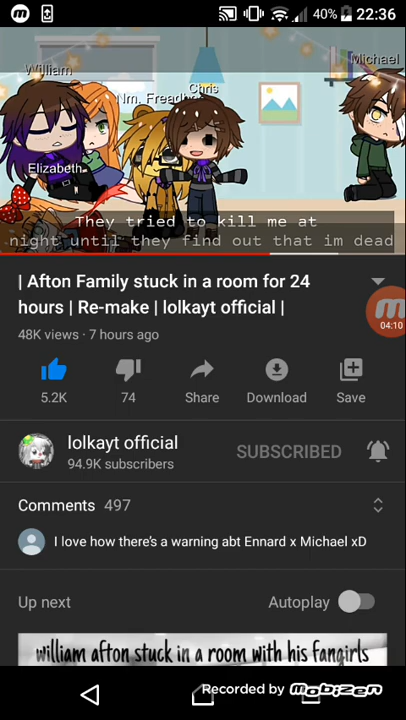 40% 22:36
William
Michael
Chris
Nm. Fredb
Elizabeth
They tried to kill me at
night until they find out that im dead
| Afton Family stuck in a room for 24
hours | Re-make | lolkayt official |
48K views · 7 hours ago
04:10
5.2K 74 Share Download Save
lolkayt official
94.9K subscribers
SUBSCRIBED
Comments 497
I love how there's a warning abt Ennard x Michael xD
Up next
Autoplay
william afton stuck in a room with his fangirls
Recorded by mobizen